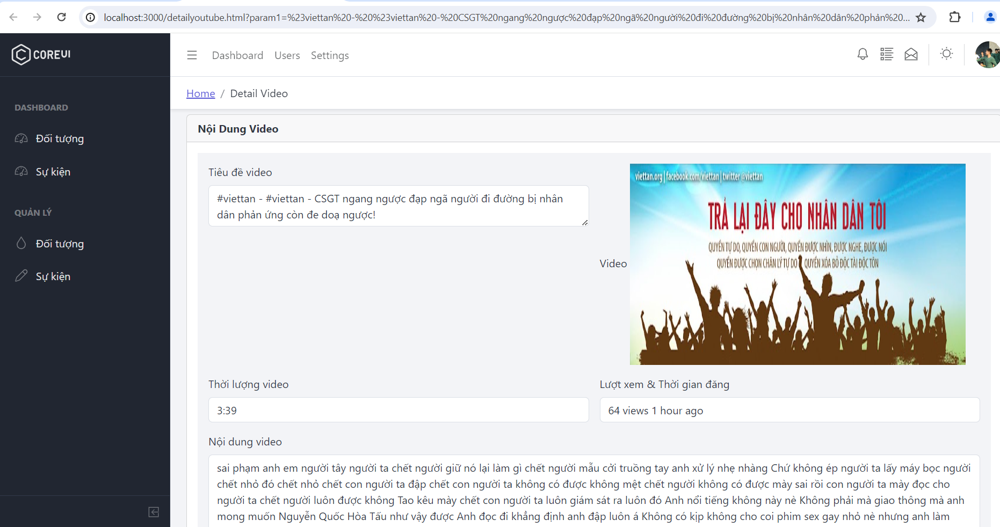 localhost:3000/detailyoutube.html?param1=%23viettan%20-%20%23viettan%20-%20CSGT%20ngang%20ngược%20đạp%20ngã%20người%20đi%20đường%20bị%20nhân%20dân%20phản%20...
COREUI
Dashboard Users Settings
Home / Detail Video
DASHBOARD
Đối tượng
Sự kiện
QUẢN LÝ
Đối tượng
Sự kiện
Nội Dung Video
Tiêu đề video
#viettan - #viettan - CSGT ngang ngược đạp ngã người đi đường bị nhân
dân phản ứng còn đe doạ ngược!
Video
viettan.org | facebook.com/viettan | twitter @viettan
TRẢ LẠI ĐÂY CHO NHÂN DÂN TÔI
QUYỀN TỰ DO, QUYỀN CON NGƯỜI, QUYỀN ĐƯỢC NHÌN, ĐƯỢC NGHE, ĐƯỢC NÓI
QUYỀN ĐƯỢC CHỌN CHÂN LÝ TỰ DO QUYỀN XÓA BỎ ĐỘC TÀI ĐỘC TÔN
Thời lượng video
3:39
Lượt xem & Thời gian đăng
64 views 1 hour ago
Nội dung video
sai phạm anh em người tây người ta chết người giữ nó lại làm gì chết người mẫu cởi truồng tay anh xử lý nhẹ nhàng Chứ không ép người ta lấy máy bọc người
chết nhỏ đó chết nhỏ chết con người ta đập chết con người ta không có được không mệt chết người không có được mày sai rồi con người ta mày đọc cho
người ta chết người luôn được không Tao kêu mày chết con người ta luôn giám sát ra luôn đó Anh nổi tiếng không này nè Không phải mà giao thông mà anh
mong muốn Nguyễn Quốc Hòa Tấu như vậy được Anh đọc đi khẳng định anh đập luôn á Không có kịp không cho coi phim sex gay nhỏ nè nhưng anh làm